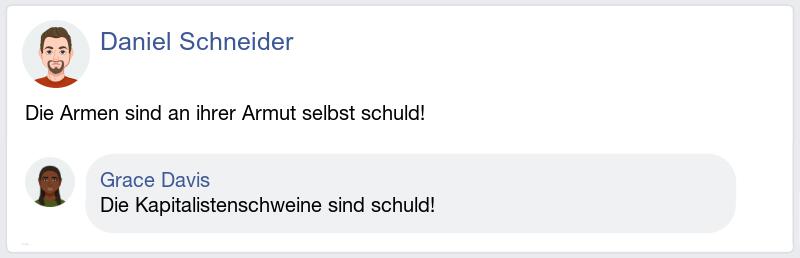 Daniel Schneider
Die Armen sind an ihrer Armut selbst schuld!
Grace Davis
Die Kapitalistenschweine sind schuld!